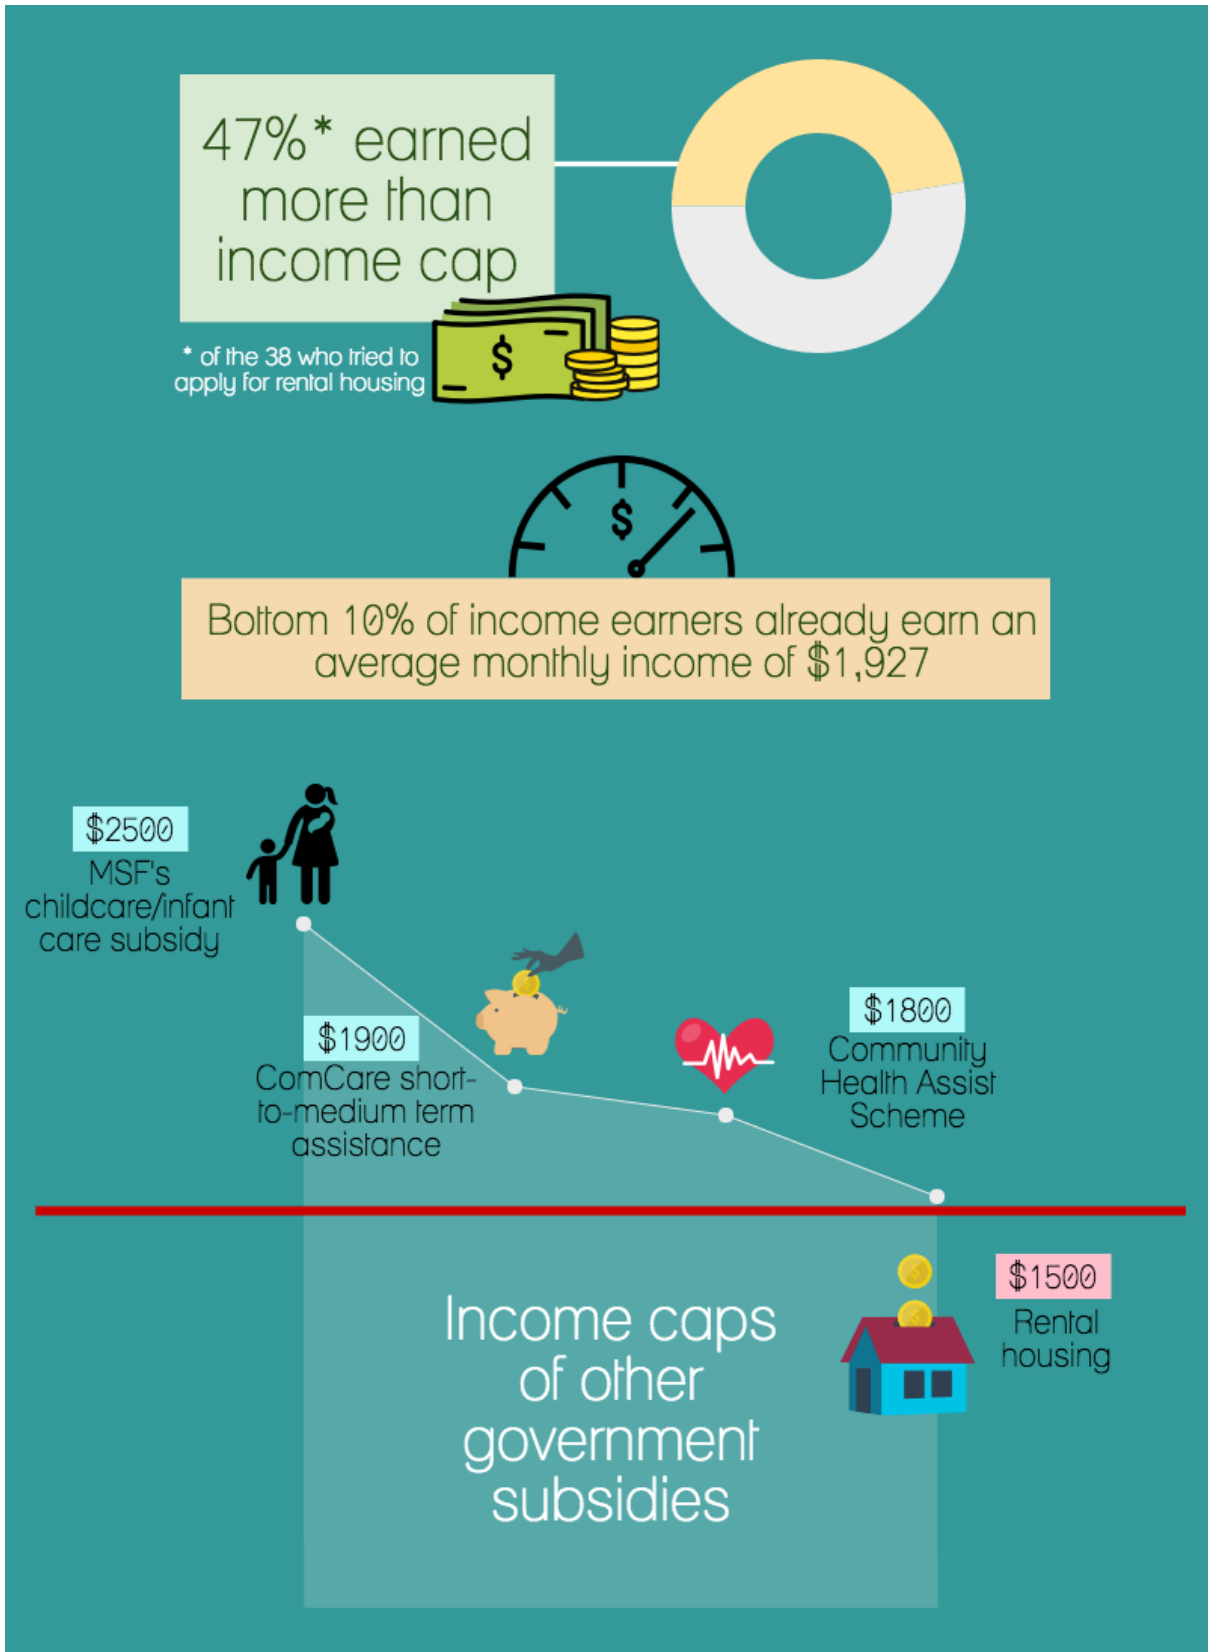 47%* earned
more than
income cap
* of the 38 who tried to
apply for rental housing
$
$
Bottom 10% of income earners already earn an
average monthly income of $1,927
$2500
MSF's
childcare/infant
care subsidy
$1900
ComCare short-
to-medium term
assistance
$1800
Community
Health Assist
Scheme
$1500
Rental
housing
Income caps
of other
government
subsidies